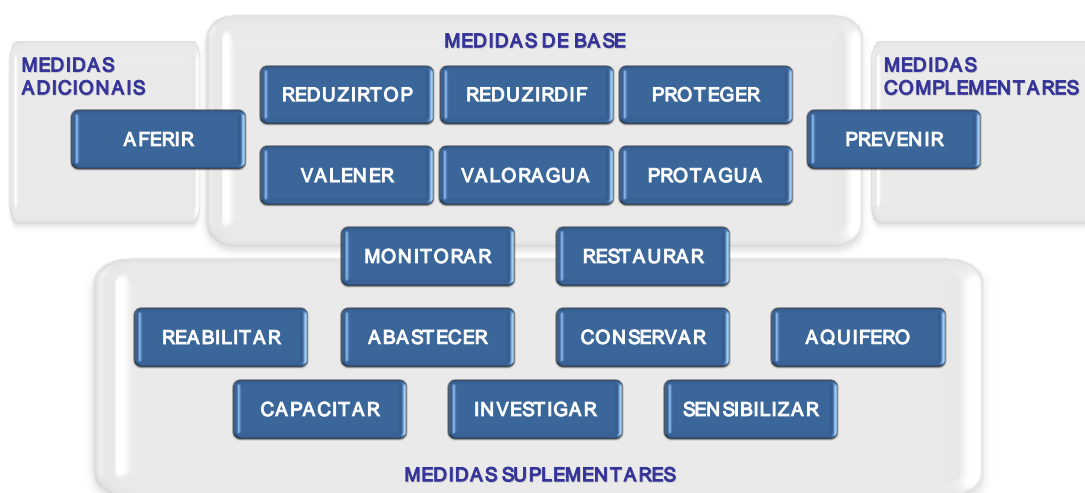 MEDIDAS DE BASE
MEDIDAS
ADICIONAIS
MEDIDAS
COMPLEMENTARES
REDUZIRTOP
REDUZIRDIF
PROTEGER
AFERIR
PREVENIR
VALENER
VALORAGUA
PROTAGUA
MONITORAR
RESTAURAR
REABILITAR
ABASTECER
CONSERVAR
AQUIFERO
CAPACITAR
INVESTIGAR
SENSIBILIZAR
MEDIDAS SUPLEMENTARES